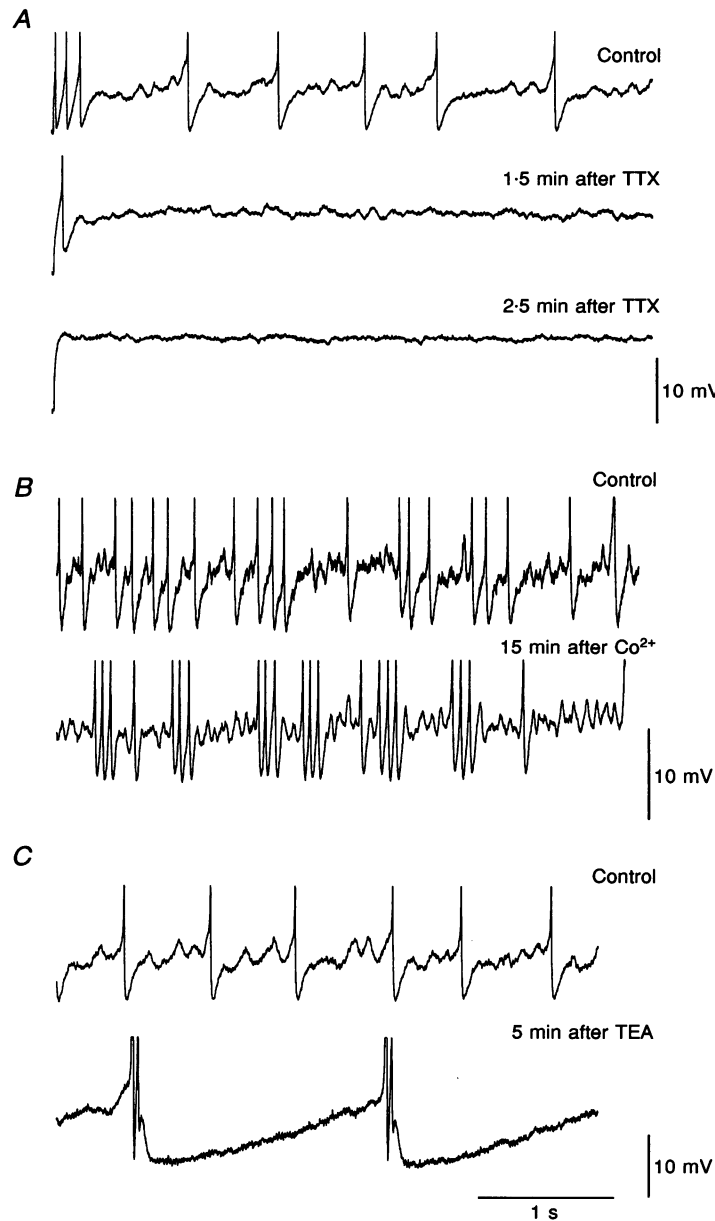 A
Control
1·5 min after TTX
2·5 min after TTX
10 mV
B
Control
15 min after Co²⁺
10 mV
C
Control
5 min after TEA
10 mV
1 s